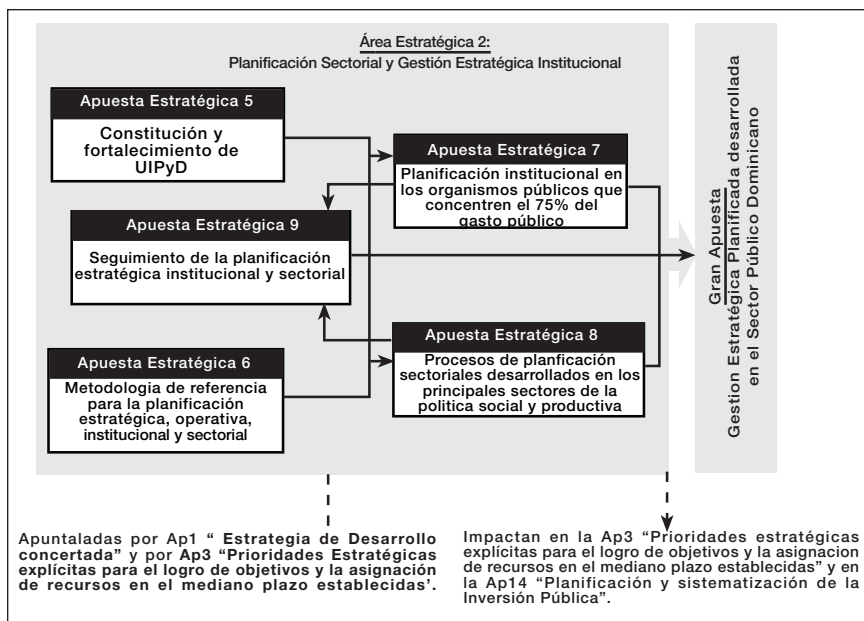 Área Estratégica 2:
Planificación Sectorial y Gestión Estratégica Institucional
Apuesta Estratégica 5
Constitución y
fortalecimiento de
UIPyD
Apuesta Estratégica 7
Planificación institucional en
los organismos públicos que
concentren el 75% del
gasto público
Apuesta Estratégica 9
Seguimiento de la planificación
estratégica institucional y sectorial
Apuesta Estratégica 8
Procesos de planficación
sectoriales desarrollados en los
principales sectores de la
politica social y productiva
Apuesta Estratégica 6
Metodologia de referencia
para la planificación
estratégica, operativa,
institucional y sectorial
Gran Apuesta
Gestion Estratégica Planificada desarrollada
en el Sector Público Dominicano
Apuntaladas por Ap1 “ Estrategia de Desarrollo
concertada” y por Ap3 “Prioridades Estratégicas
explícitas para el logro de objetivos y la asignación
de recursos en el mediano plazo establecidas’.
Impactan en la Ap3 “Prioridades estratégicas
explícitas para el logro de objetivos y la asignacion
de recursos en el mediano plazo establecidas” y en
la Ap14 “Planificación y sistematización de la
Inversión Pública”.